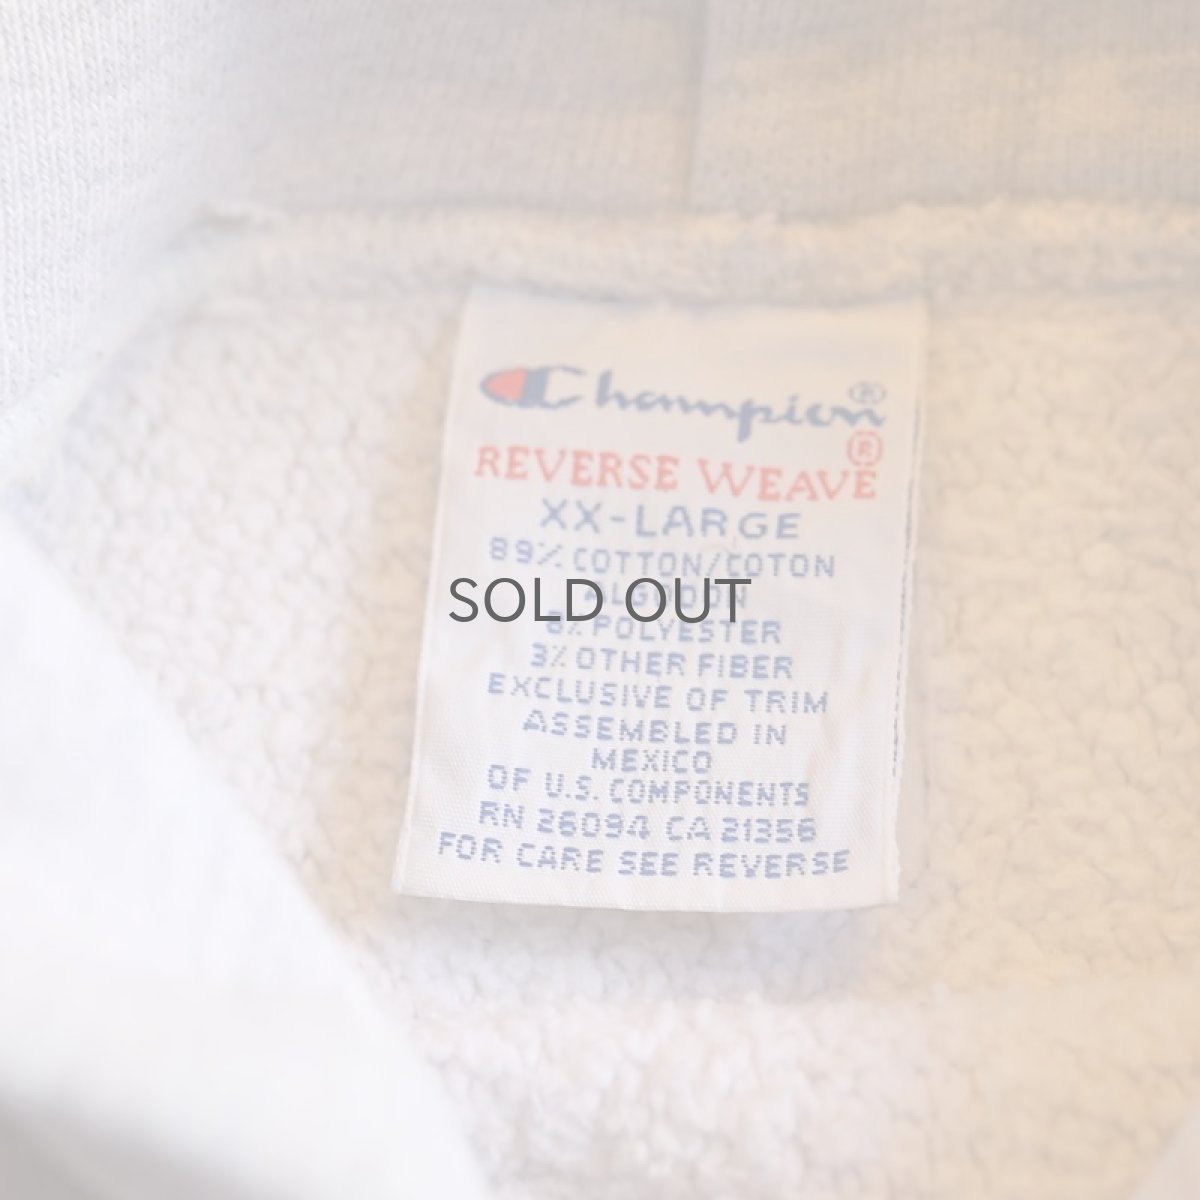 Champion®
REVERSE WEAVE®
XX-LARGE
89% COTTON/COTON
ALGODON
SOLD OUT
8% POLYESTER
3% OTHER FIBER
EXCLUSIVE OF TRIM
ASSEMBLED IN
MEXICO
OF U.S. COMPONENTS
RN 26094 CA 21356
FOR CARE SEE REVERSE